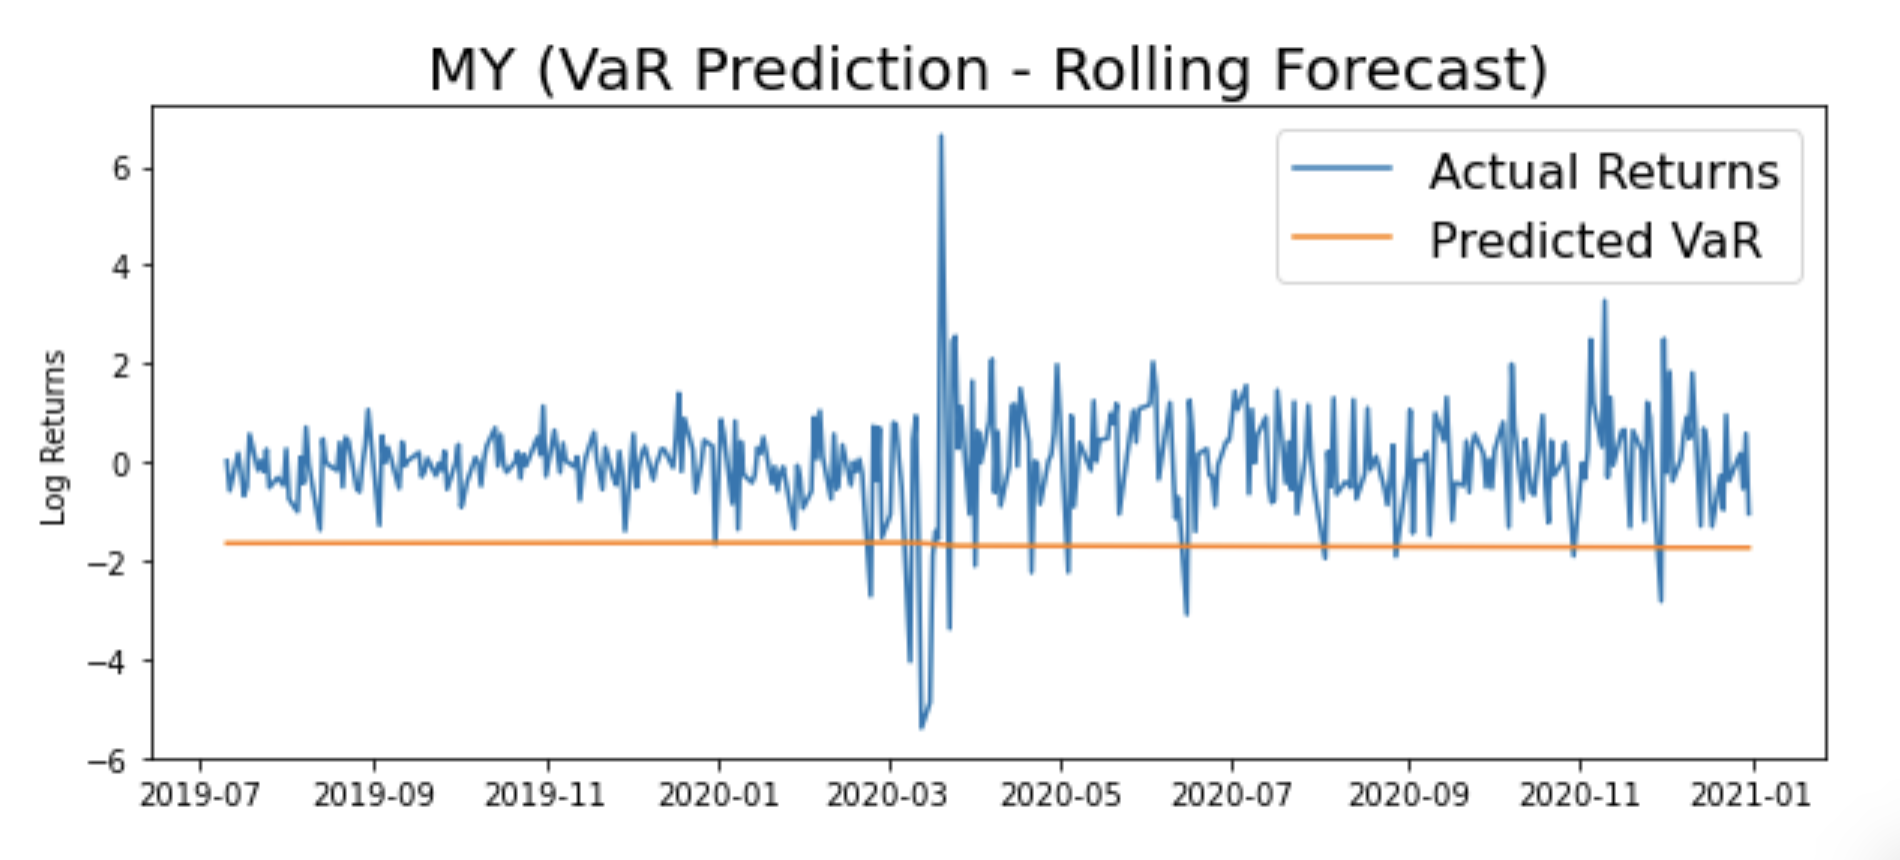 MY (VaR Prediction - Rolling Forecast)
Actual Returns
Predicted VaR
Log Returns
6
4
2
0
−2
−4
−6
2019-07 2019-09 2019-11 2020-01 2020-03 2020-05 2020-07 2020-09 2020-11 2021-01